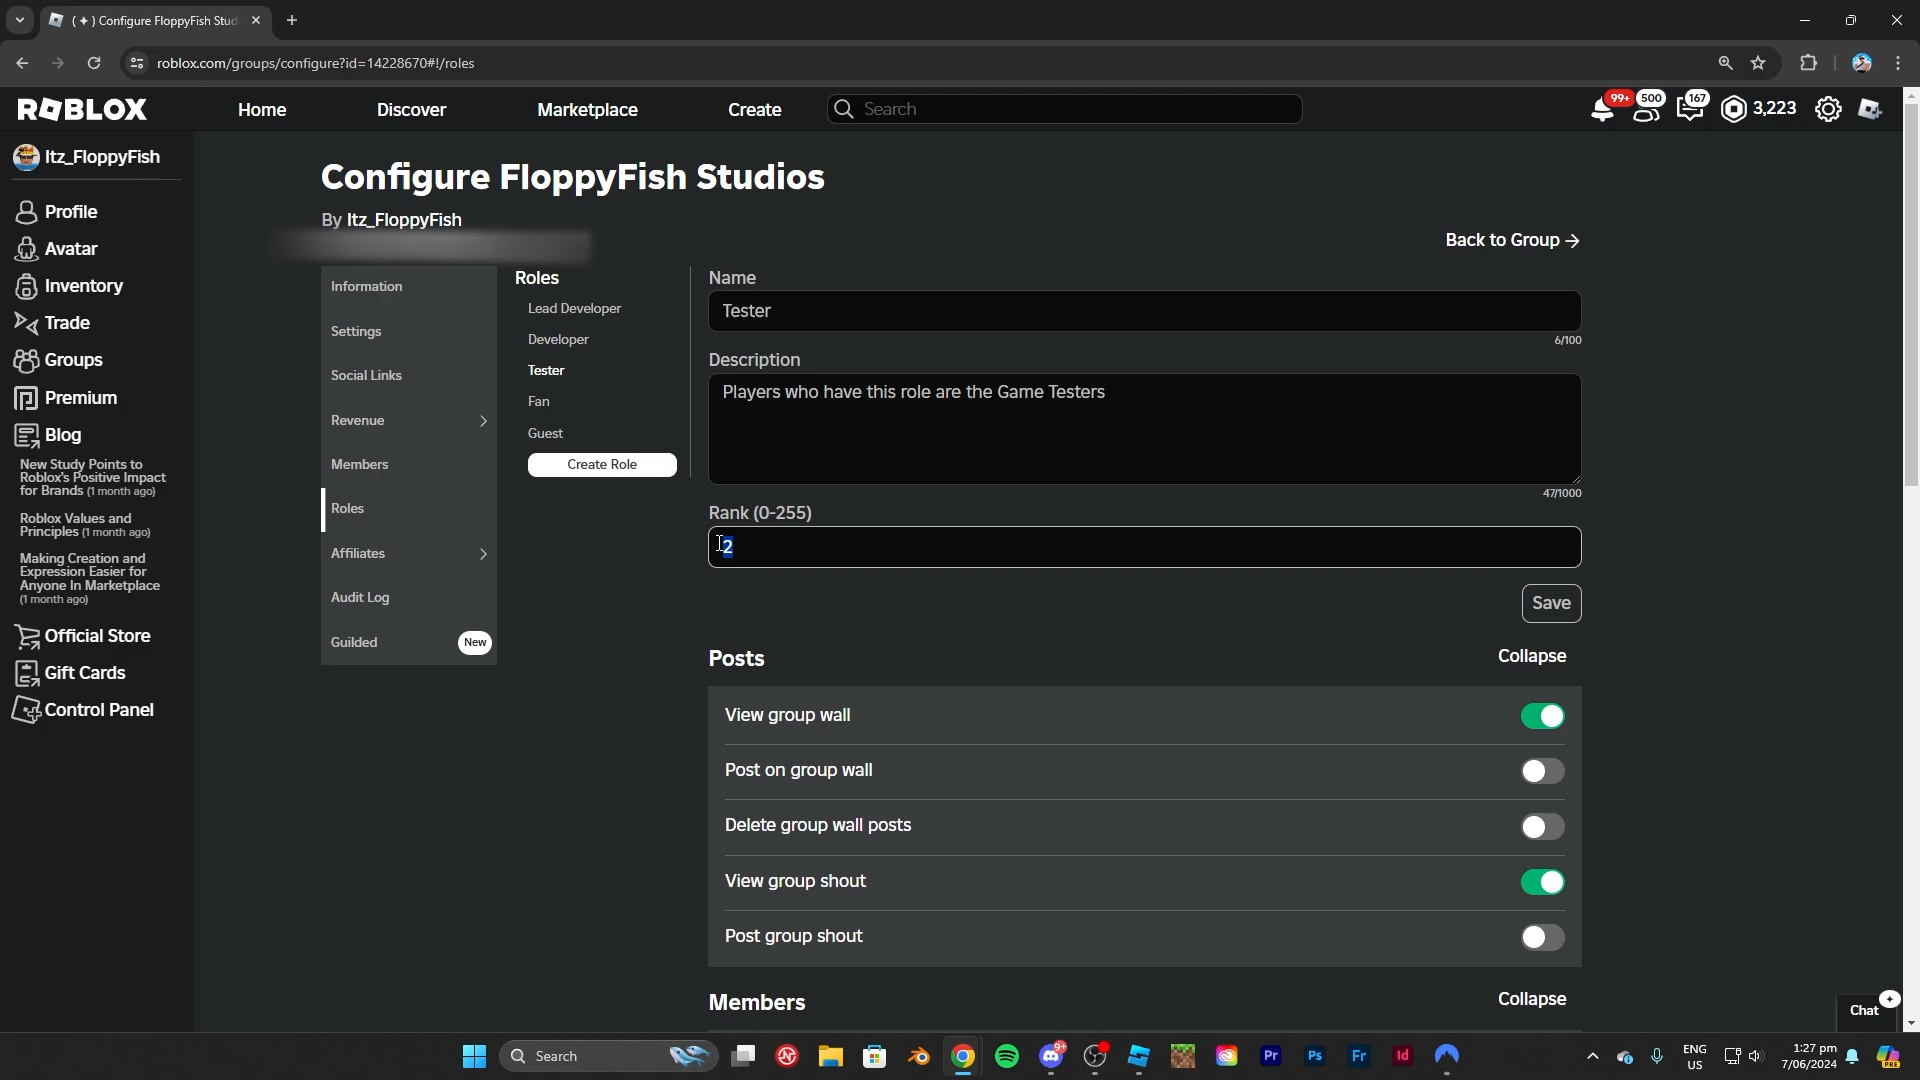 ( ✦ ) Configure FloppyFish Stud
roblox.com/groups/configure?id=14228670#!/roles
ROBLOX
Home
Discover
Marketplace
Create
Search
99+
500
167
3,223
Itz_FloppyFish
Profile
Avatar
Inventory
Trade
Groups
Premium
Blog
New Study Points to
Roblox's Positive Impact
for Brands (1 month ago)
Roblox Values and
Principles (1 month ago)
Making Creation and
Expression Easier for
Anyone In Marketplace
(1 month ago)
Official Store
Gift Cards
Control Panel
Configure FloppyFish Studios
By Itz_FloppyFish
Back to Group
Information
Settings
Social Links
Revenue
Members
Roles
Affiliates
Audit Log
Guilded
New
Roles
Lead Developer
Developer
Tester
Fan
Guest
Create Role
Name
Tester
6/100
Description
Players who have this role are the Game Testers
47/1000
Rank (0-255)
2
Save
Posts
Collapse
View group wall
Post on group wall
Delete group wall posts
View group shout
Post group shout
Members
Collapse
Chat
Search
9+
Pr
Ps
Fr
Id
ENG
US
1:27 pm
7/06/2024
PRE